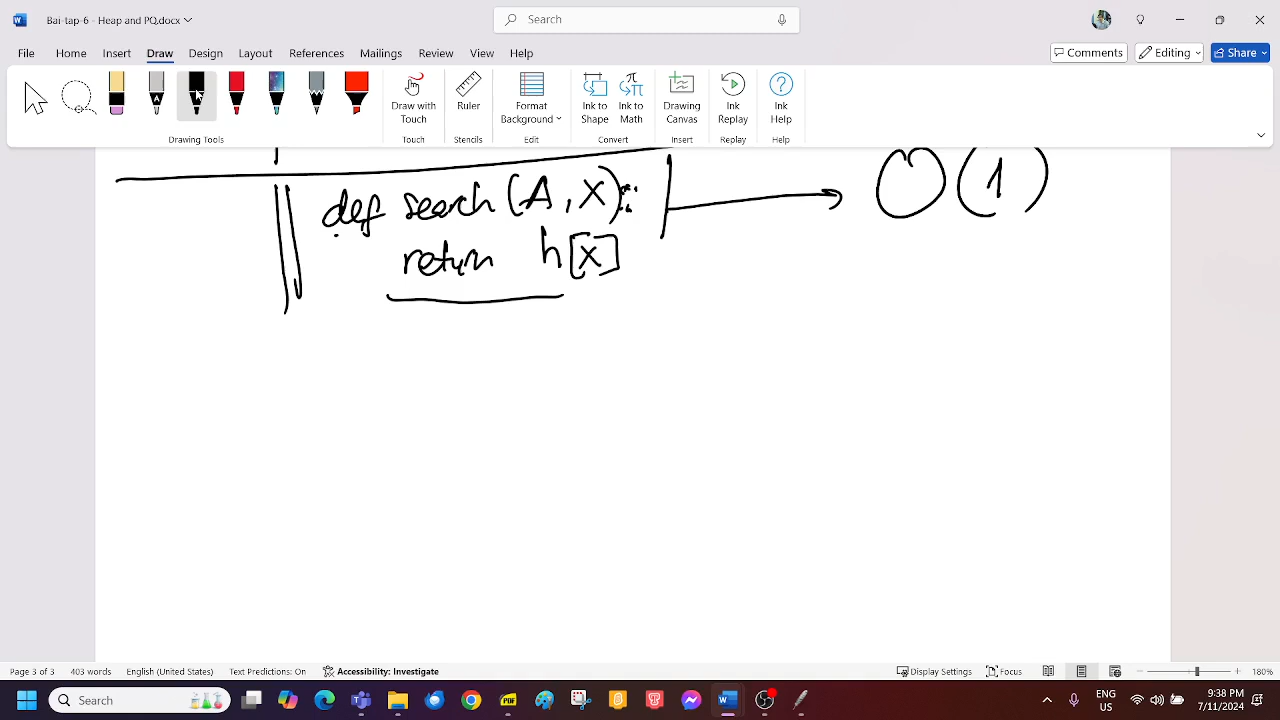 Bai-tap-6 - Heap and PQ.docx
Search
File Home Insert Draw Design Layout References Mailings Review View Help
Comments Editing Share
Draw with Touch
Ruler
Format Background
Ink to Shape
Ink to Math
Drawing Canvas
Ink Replay
Ink Help
Drawing Tools Touch Stencils Edit Convert Insert Replay Help
def search (A, X): O(1)
return h[x]
Page 3 of 3 403 words English (United States) Text Predictions: On Accessibility: Investigate Display Settings Focus 180%
Search
PDF
ENG
US
9:38 PM
7/11/2024